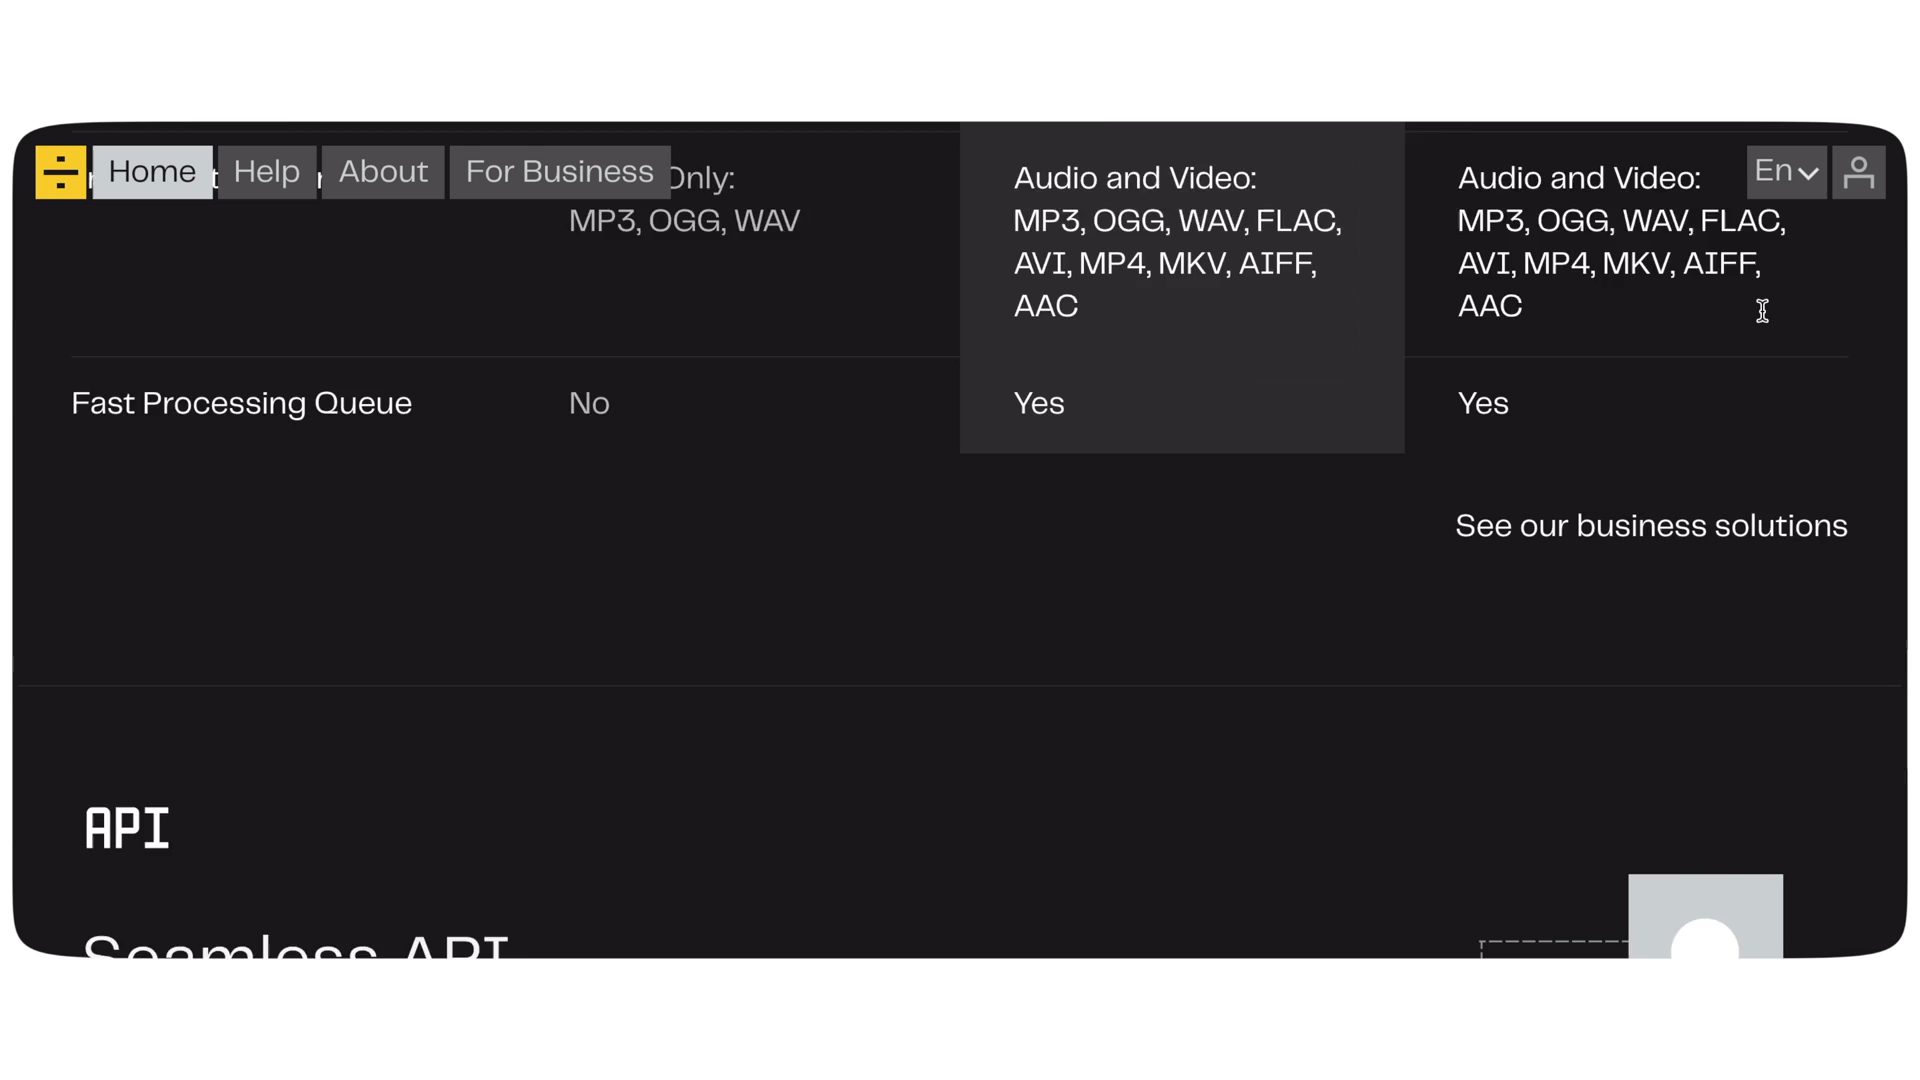 Home
Help
About
For Business
En
Only:
MP3, OGG, WAV
Audio and Video:
MP3, OGG, WAV, FLAC,
AVI, MP4, MKV, AIFF,
AAC
Audio and Video:
MP3, OGG, WAV, FLAC,
AVI, MP4, MKV, AIFF,
AAC
Fast Processing Queue
No
Yes
Yes
See our business solutions
API
Seamless API